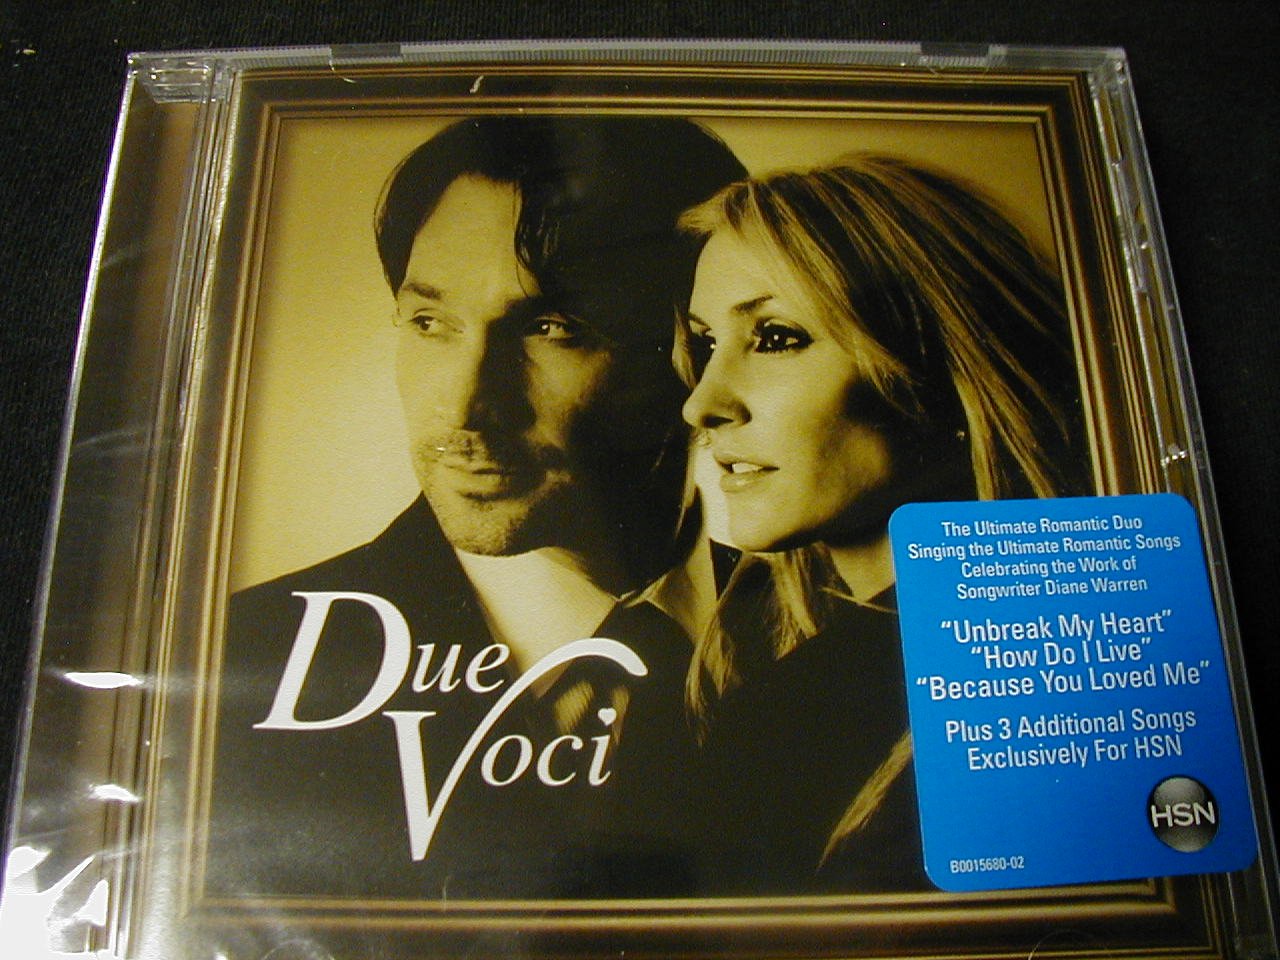 Due
Voci
The Ultimate Romantic Duo
Singing the Ultimate Romantic Songs
Celebrating the Work of
Songwriter Diane Warren
“Unbreak My Heart”
“How Do I Live”
“Because You Loved Me”
Plus 3 Additional Songs
Exclusively For HSN
HSN
B0015680-02